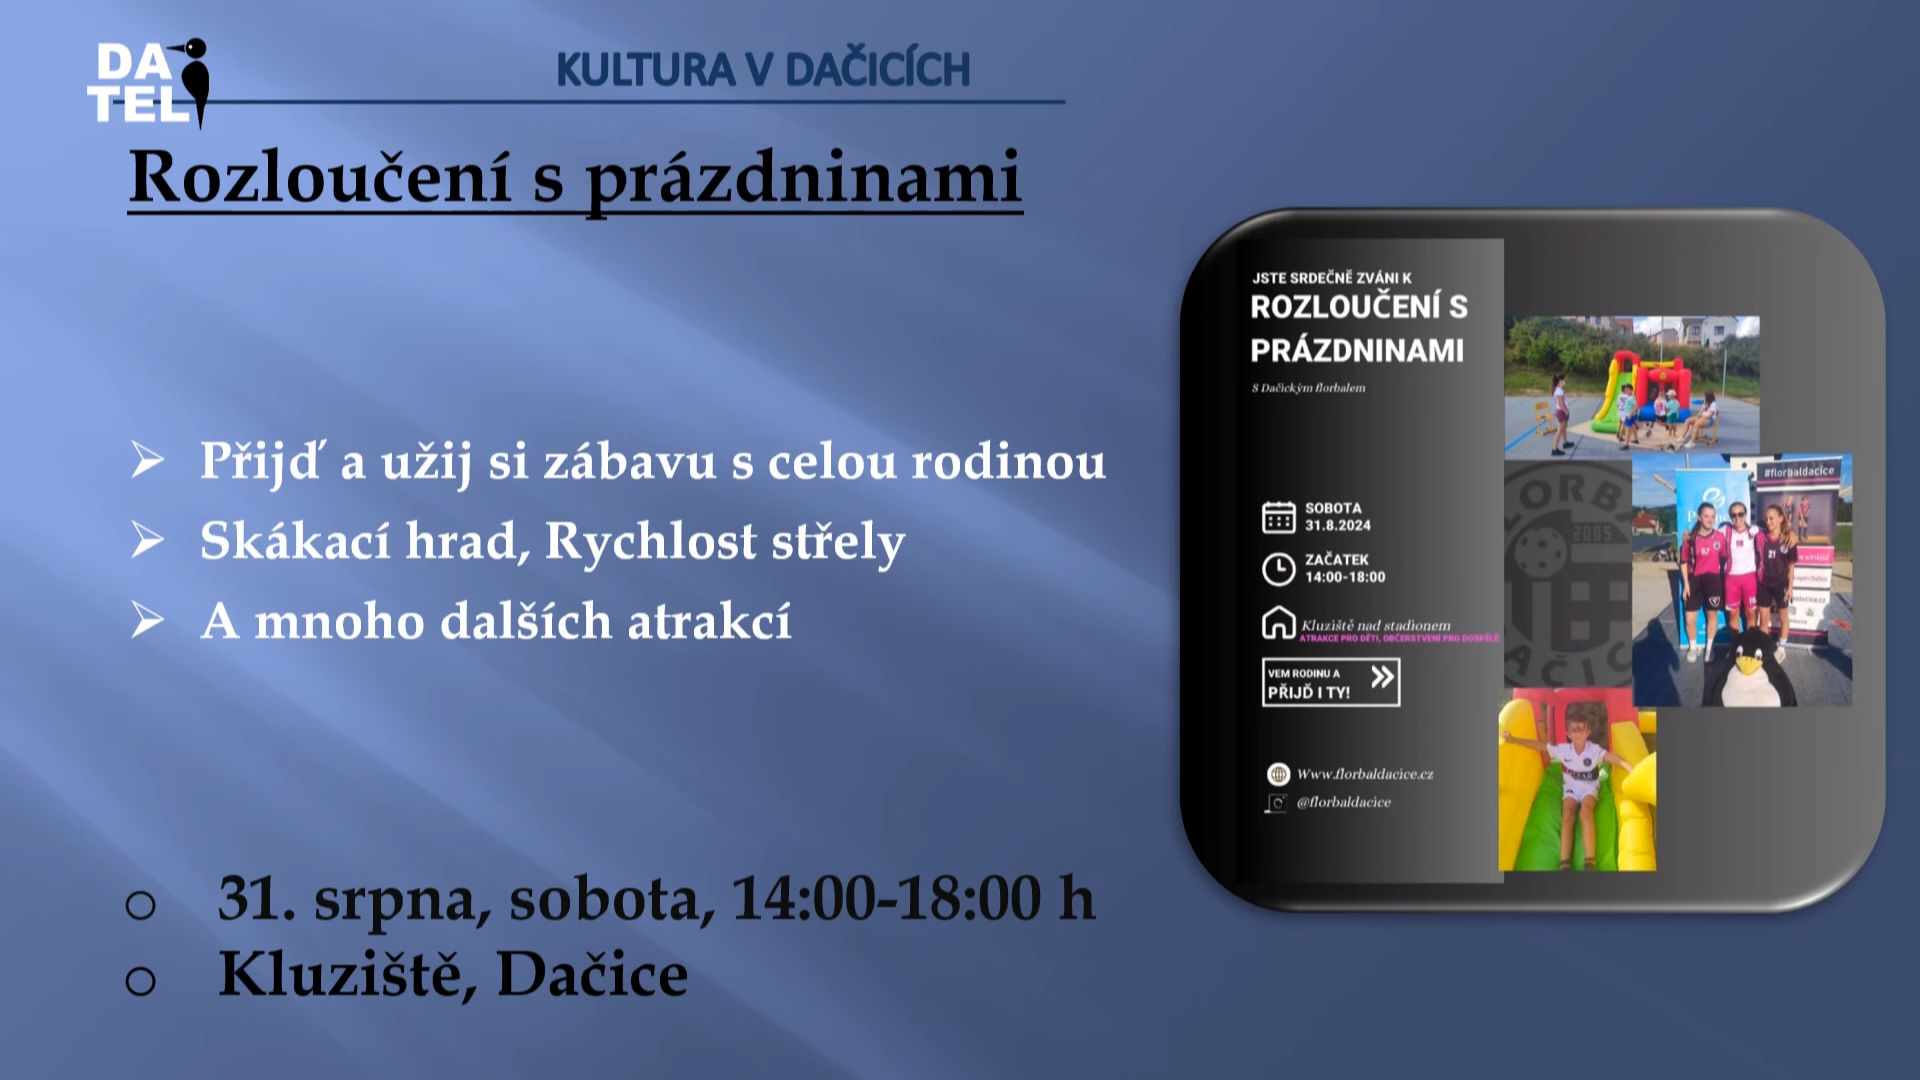 DA
TEL
KULTURA V DAČICÍCH
Rozloučení s prázdninami
Přijď a užij si zábavu s celou rodinou
Skákací hrad, Rychlost střely
A mnoho dalších atrakcí
31. srpna, sobota, 14:00-18:00 h
Kluziště, Dačice
JSTE SRDEČNĚ ZVÁNI K
ROZLOUČENÍ S
PRÁZDNINAMI
S Dačickým florbalem
SOBOTA
31.8.2024
ZAČATEK
14:00-18:00
Kluziště nad stadionem
ATRAKCE PRO DĚTI, OBČERSTVENÍ PRO DOSPĚLÉ
VEM RODINU A
PŘIJĎ I TY!
Www.florbaldacice.cz
@florbaldacice
#florbaldacice
2005